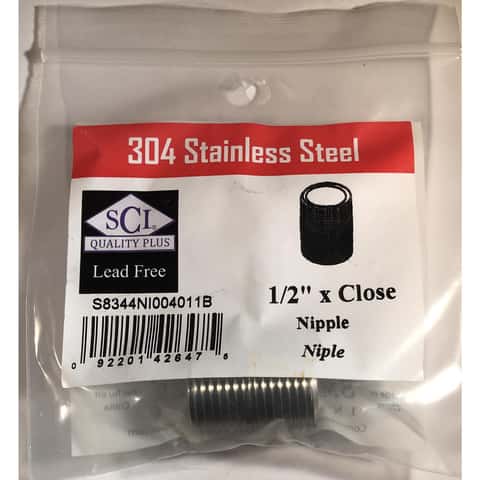 304 Stainless Steel
SCI
QUALITY PLUS
Lead Free
S8344NI004011B
0 92201 42647 6
1/2" x Close
Nipple
Niple